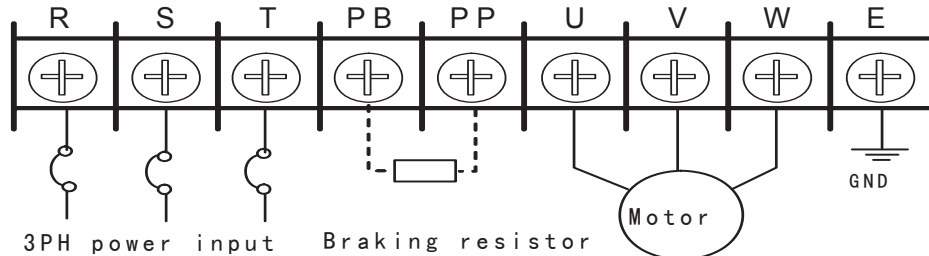 R S T PB PP U V W E
GND
Motor
3PH power input Braking resistor